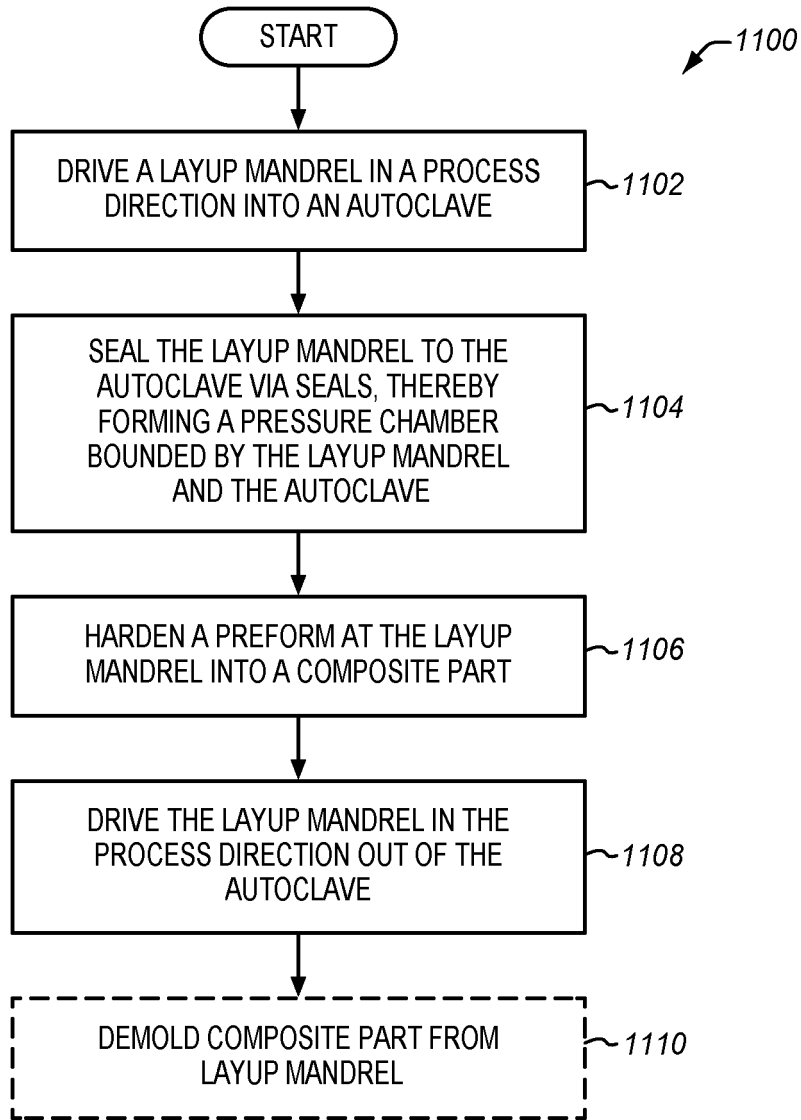 START
1100
DRIVE A LAYUP MANDREL IN A PROCESS
DIRECTION INTO AN AUTOCLAVE
1102
SEAL THE LAYUP MANDREL TO THE
AUTOCLAVE VIA SEALS, THEREBY
FORMING A PRESSURE CHAMBER
BOUNDED BY THE LAYUP MANDREL
AND THE AUTOCLAVE
1104
HARDEN A PREFORM AT THE LAYUP
MANDREL INTO A COMPOSITE PART
1106
DRIVE THE LAYUP MANDREL IN THE
PROCESS DIRECTION OUT OF THE
AUTOCLAVE
1108
DEMOLD COMPOSITE PART FROM
LAYUP MANDREL
1110